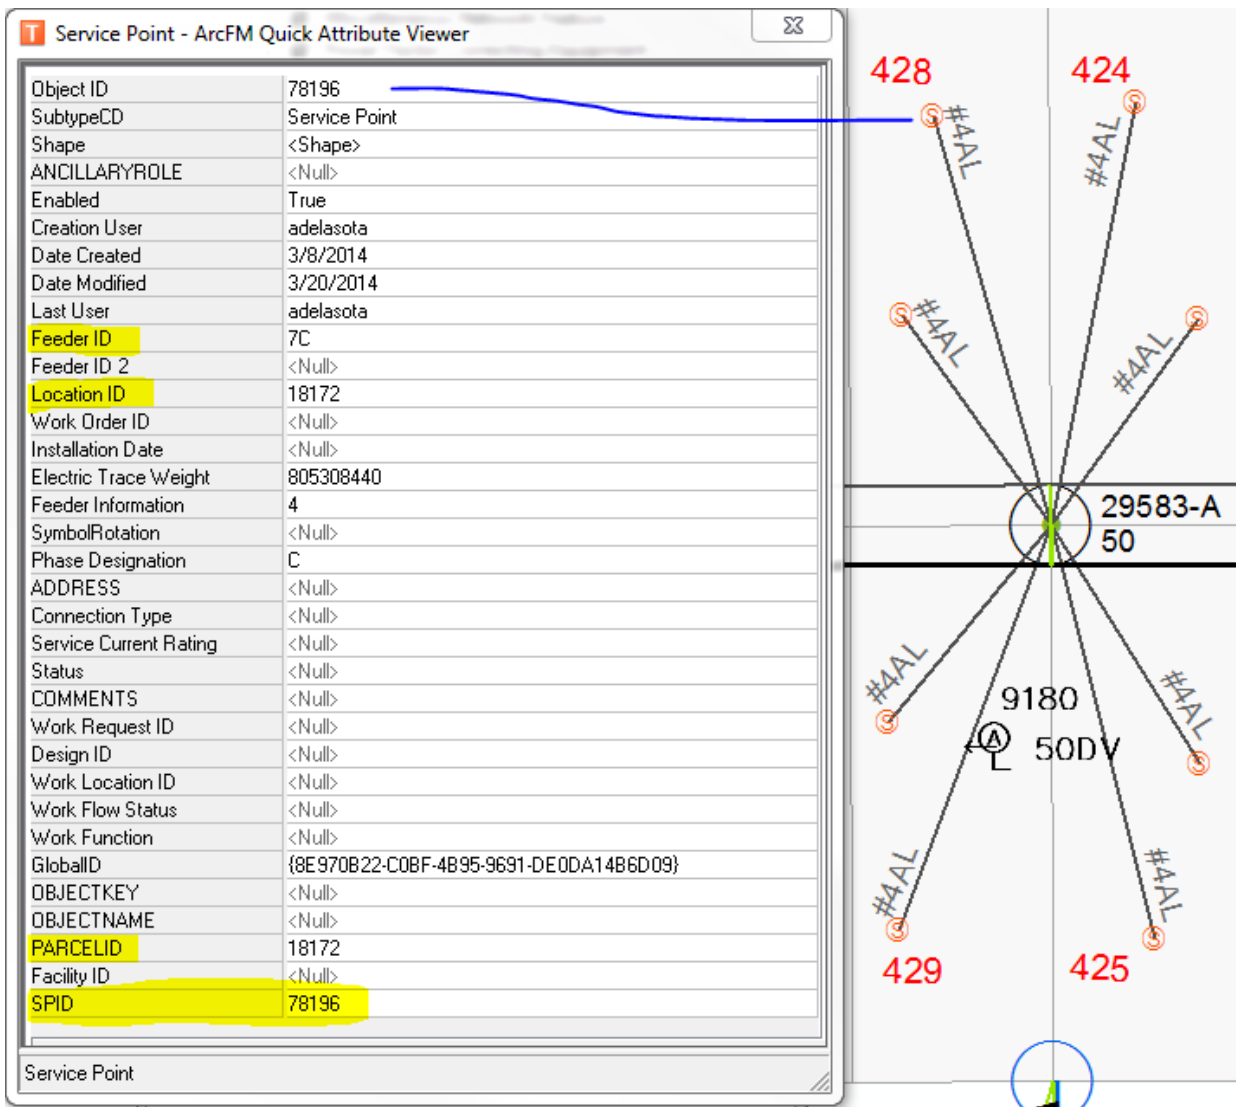 T Service Point - ArcFM Quick Attribute Viewer
Object ID 78196
SubtypeCD Service Point
Shape <Shape>
ANCILLARYROLE <Null>
Enabled True
Creation User adelasota
Date Created 3/8/2014
Date Modified 3/20/2014
Last User adelasota
Feeder ID 7C
Feeder ID 2 <Null>
Location ID 18172
Work Order ID <Null>
Installation Date <Null>
Electric Trace Weight 805308440
Feeder Information 4
SymbolRotation <Null>
Phase Designation C
ADDRESS <Null>
Connection Type <Null>
Service Current Rating <Null>
Status <Null>
COMMENTS <Null>
Work Request ID <Null>
Design ID <Null>
Work Location ID <Null>
Work Flow Status <Null>
Work Function <Null>
GlobalID {8E970B22-C0BF-4B95-9691-DE0DA14B6D09}
OBJECTKEY <Null>
OBJECTNAME <Null>
PARCELID 18172
Facility ID <Null>
SPID 78196
Service Point
428 424
S S
#4AL #4AL
S S
#4AL #4AL
29583-A
50
#4AL #4AL
9180
S A 50DV S
L
#4AL #4AL
S S
429 425